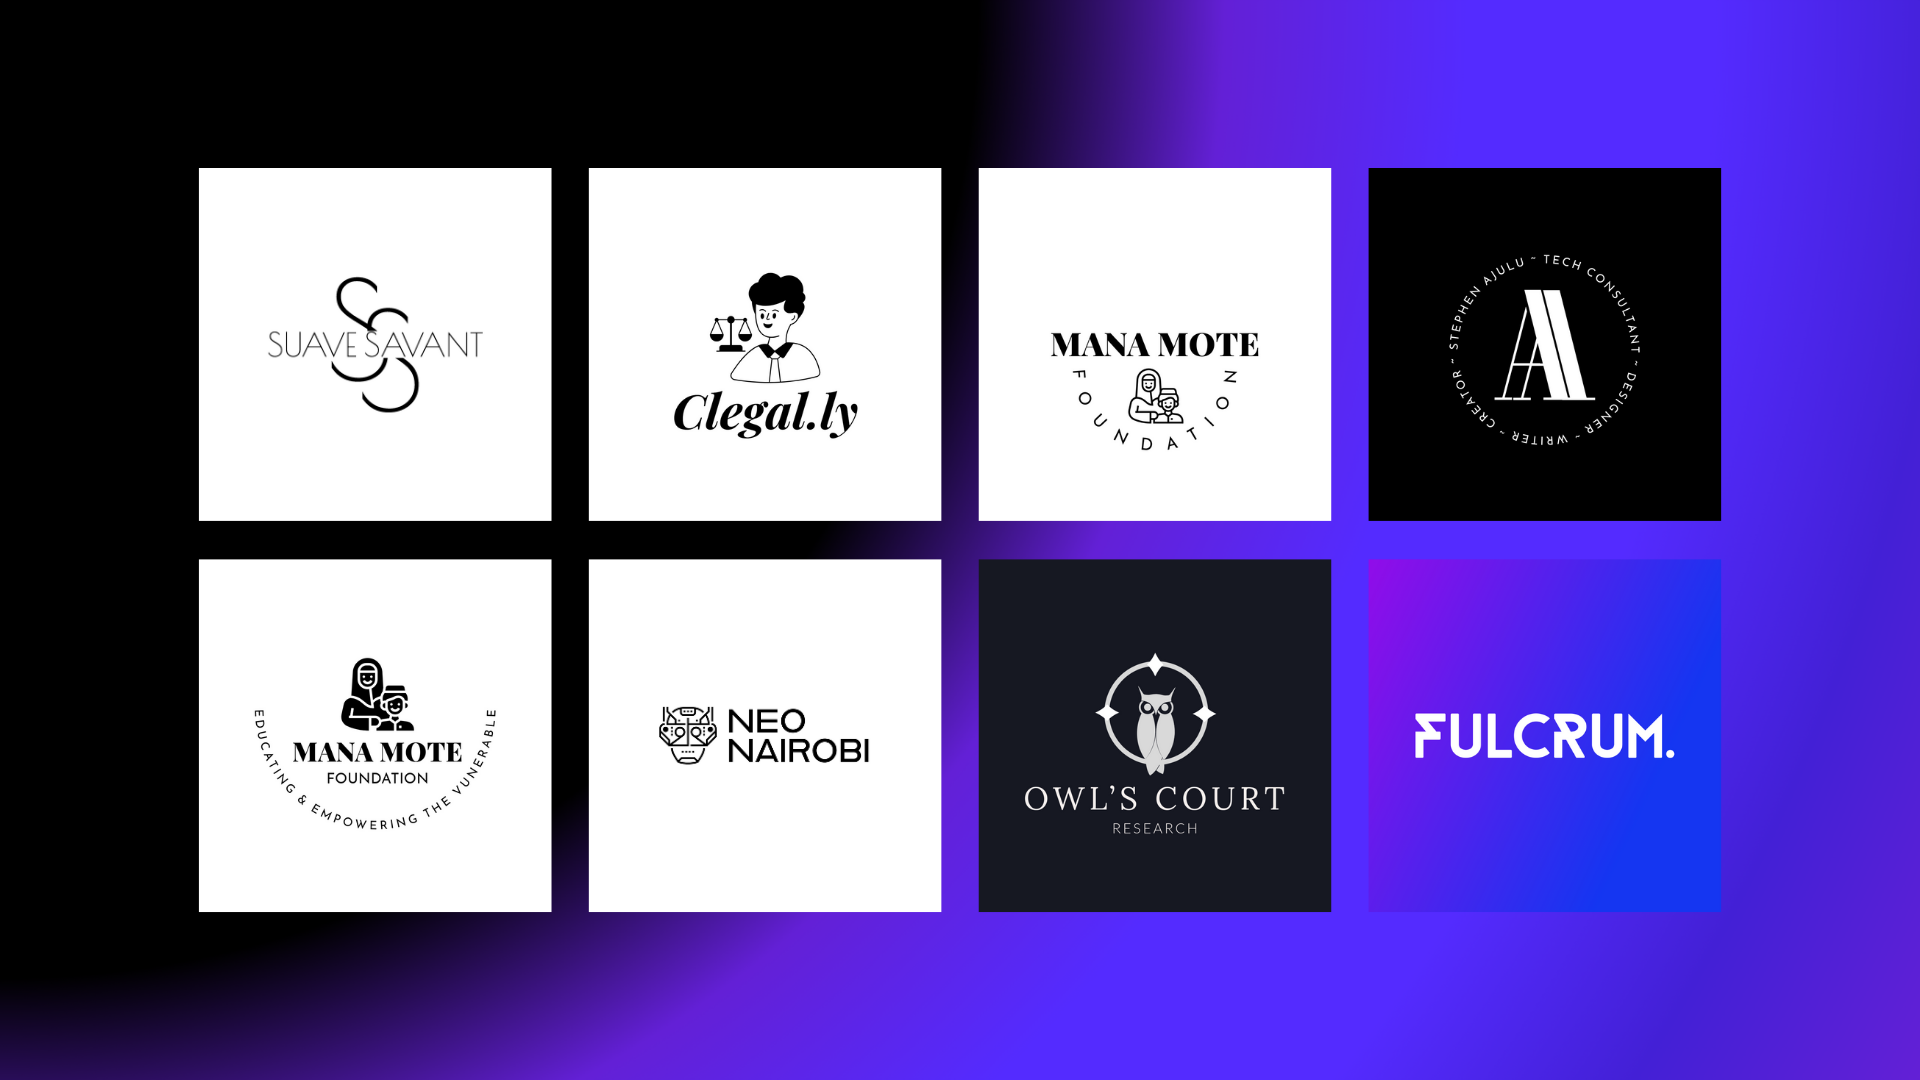 SUAVE SAVANT
Clegal.ly
MANA MOTE
FOUNDATION
STEPHEN AJULU ~ TECH CONSULTANT ~ DESIGNER ~ WRITER ~ CREATOR ~
A
MANA MOTE
FOUNDATION
EDUCATING & EMPOWERING THE VUNERABLE
NEO
NAIROBI
OWL'S COURT
RESEARCH
FULCRUM.